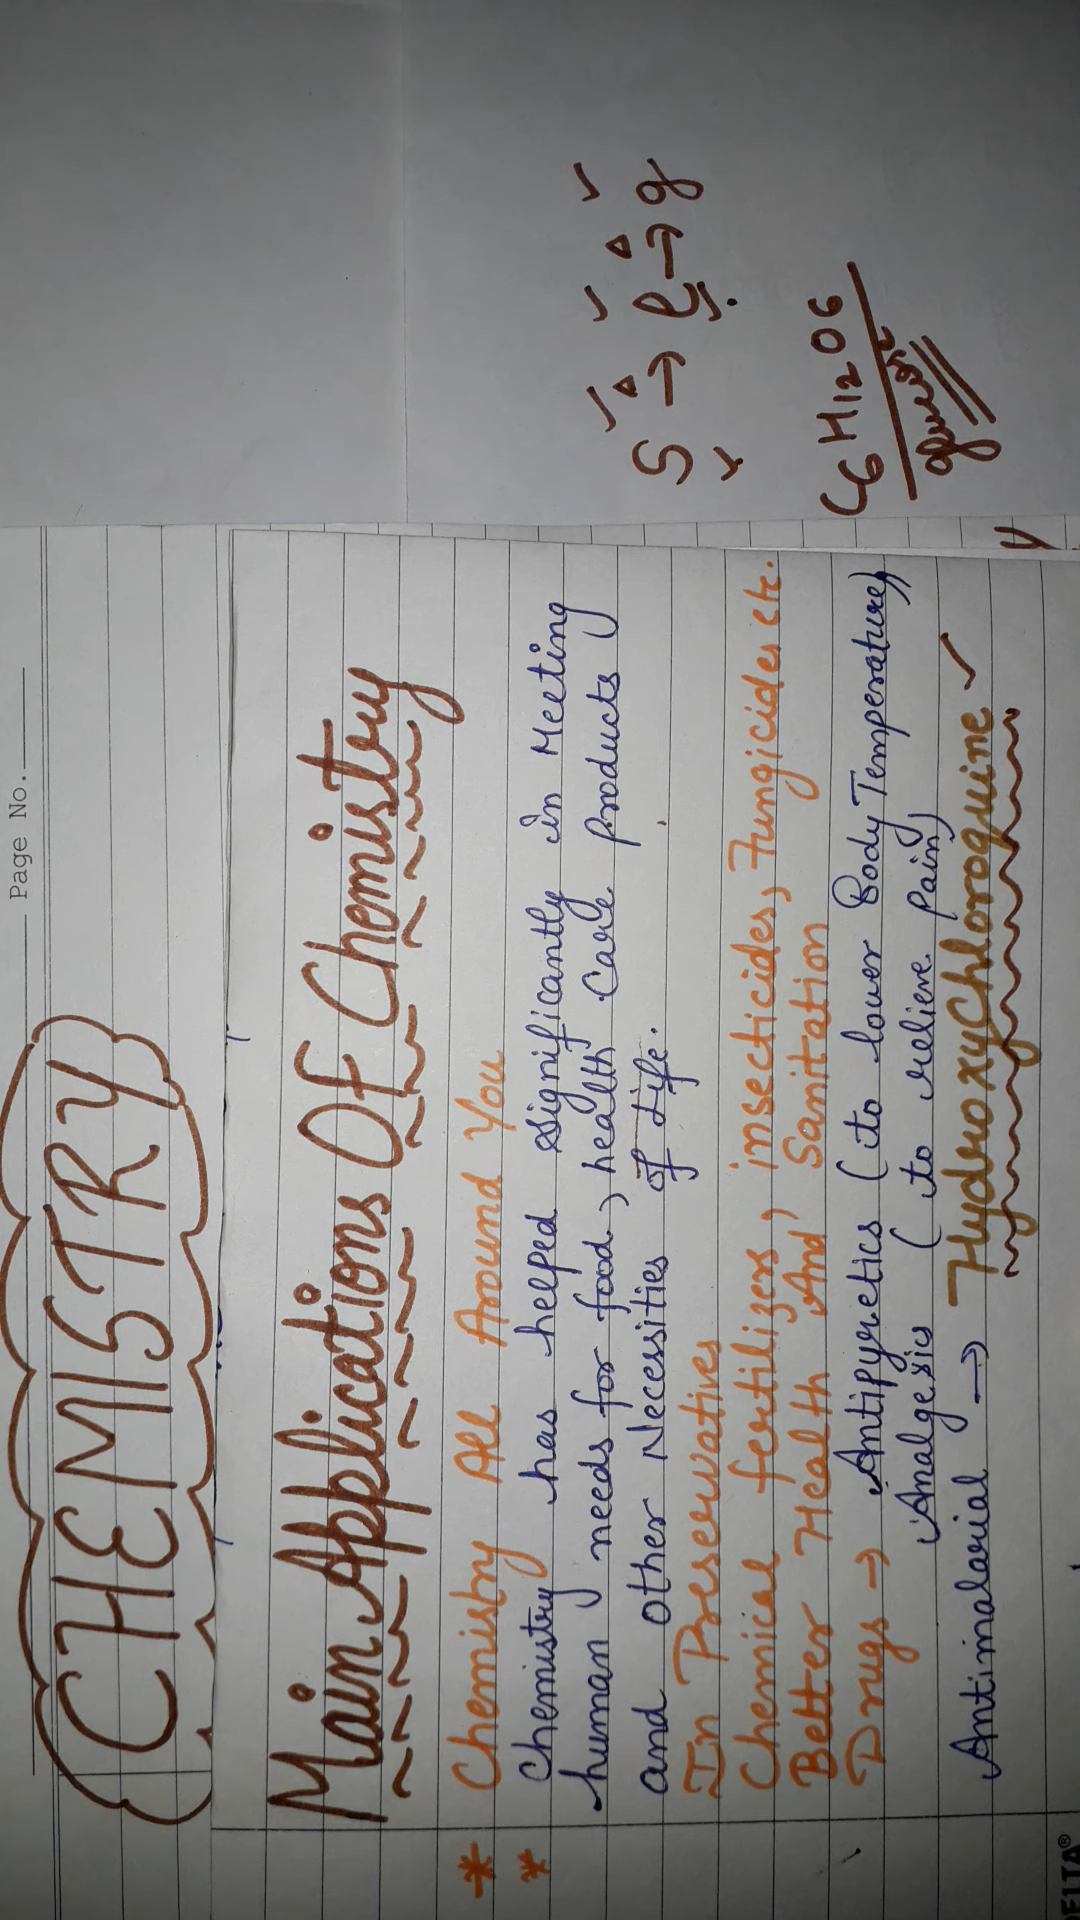 Page No.
CHEMISTRY
Main Applications Of Chemistry
* Chemistry All Around You
* Chemistry has helped significantly in Meeting
human needs for food, health Care products
and other Necessities of Life.
In Preservatives
Chemical fertilizers, insecticides, Fungicides etc.
Better Health And Sanitation
Drugs → Antipyretics (to lower Body Temperature)
Analgesics (to relieve Pain)
Antimalarial → HydroxyChloroquine ✓
S → l → g
C6H12O6
DELTA®